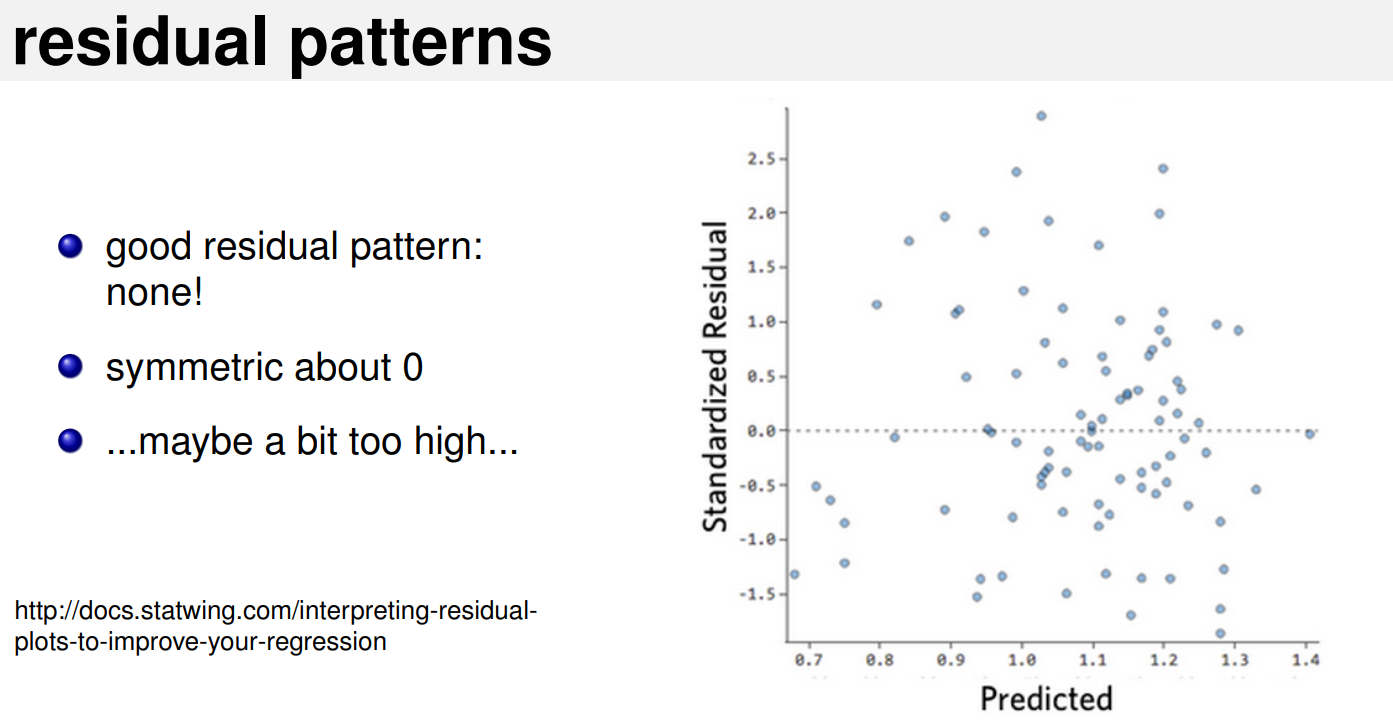 residual patterns
good residual pattern:
none!
symmetric about 0
...maybe a bit too high...
http://docs.statwing.com/interpreting-residual-
plots-to-improve-your-regression
Standardized Residual
2.5
2.0
1.5
1.0
0.5
0.0
-0.5
-1.0
-1.5
0.7 0.8 0.9 1.0 1.1 1.2 1.3 1.4
Predicted